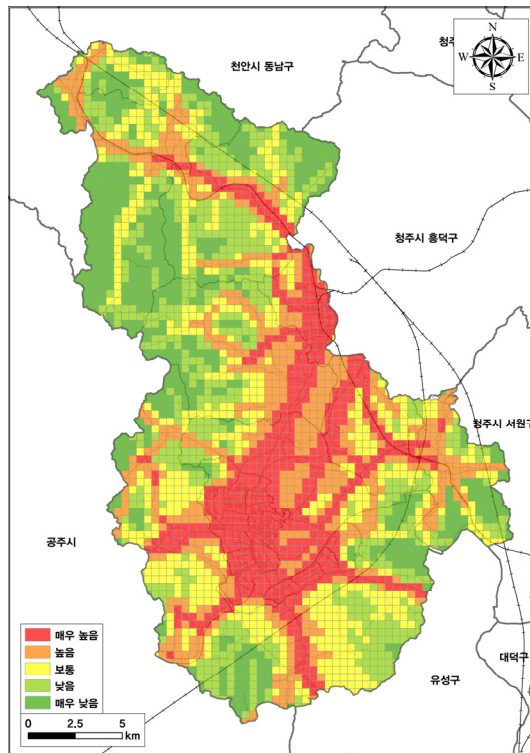 천안시 동남구
청주
N
W E
S
청주시 흥덕구
청주시 서원구
공주시
대덕구
유성구
매우 높음
높음
보통
낮음
매우 낮음
0 2.5 5
km